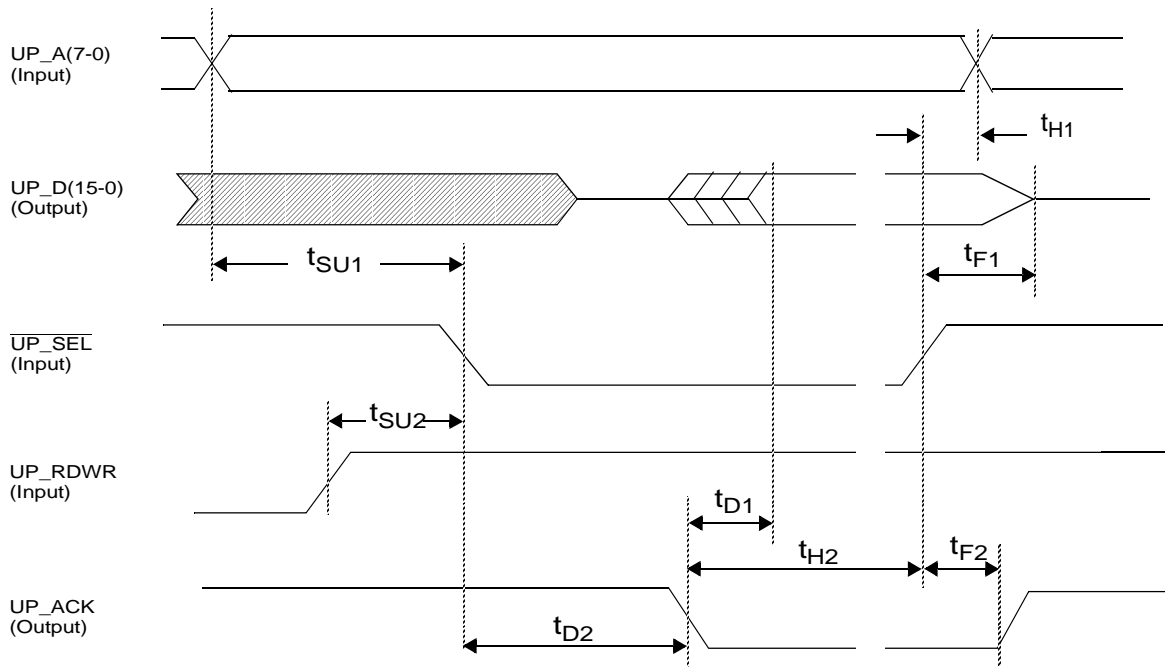 UP_A(7-0)
(Input)
tH1
UP_D(15-0)
(Output)
tSU1
tF1
UP_SEL
(Input)
tSU2
UP_RDWR
(Input)
tD1
tH2
tF2
UP_ACK
(Output)
tD2